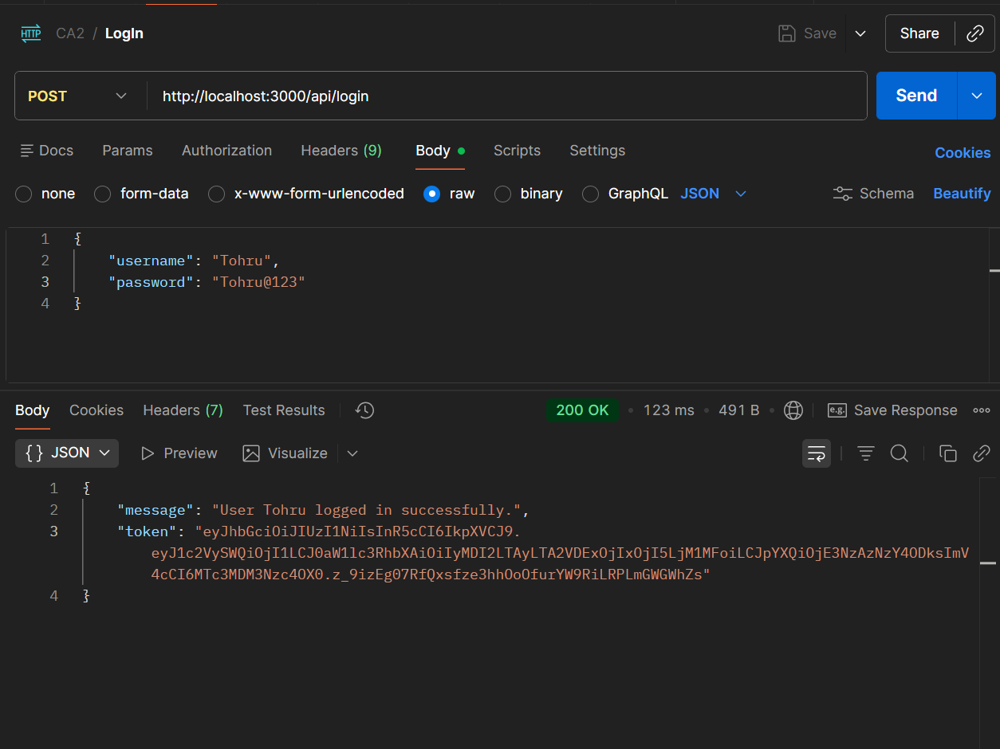 HTTP CA2 / LogIn Save Share
POST http://localhost:3000/api/login Send
Docs Params Authorization Headers (9) Body Scripts Settings Cookies
none form-data x-www-form-urlencoded raw binary GraphQL JSON Schema Beautify
1 {
2 "username": "Tohru",
3 "password": "Tohru@123"
4 }
Body Cookies Headers (7) Test Results 200 OK • 123 ms • 491 B • e.g. Save Response
{} JSON Preview Visualize
1 {
2 "message": "User Tohru logged in successfully.",
3 "token": "eyJhbGciOiJIUzI1NiIsInR5cCI6IkpXVCJ9.
eyJ1c2VySWQiOjI1LCJ0aW1lc3RhbXAiOiIyMDI2LTAyLTA2VDExOjIxOjI5LjM1MFoiLCJpYXQiOjE3NzAzNzY4ODksImV
4cCI6MTc3MDM3Nzc4OX0.z_9izEg07RfQxsfze3hhOoOfurYW9RiLRPLmGWGWhZs"
4 }